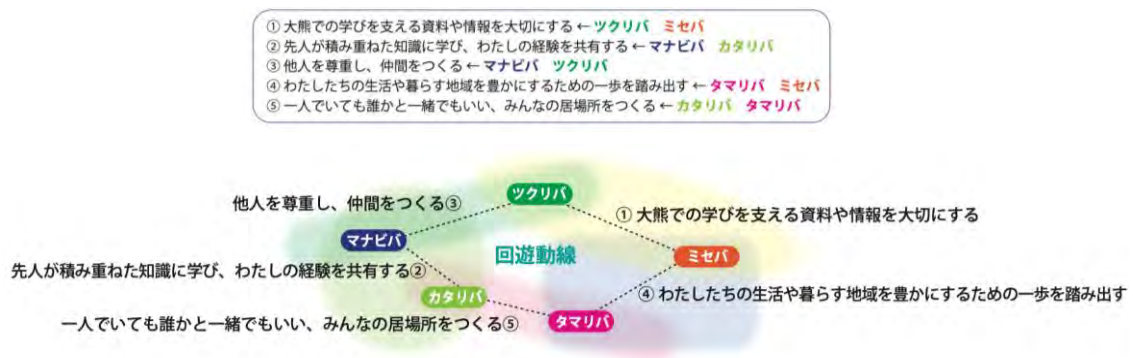 ① 大熊での学びを支える資料や情報を大切にする ← ツクリバ ミセバ
② 先人が積み重ねた知識に学び、わたしの経験を共有する ← マナビバ カタリバ
③ 他人を尊重し、仲間をつくる ← マナビバ ツクリバ
④ わたしたちの生活や暮らす地域を豊かにするための一歩を踏み出す ← タマリバ ミセバ
⑤ 一人でいても誰かと一緒でもいい、みんなの居場所をつくる ← カタリバ タマリバ
ツクリバ
他人を尊重し、仲間をつくる③
① 大熊での学びを支える資料や情報を大切にする
マナビバ
回遊動線
ミセバ
先人が積み重ねた知識に学び、わたしの経験を共有する②
カタリバ
④ わたしたちの生活や暮らす地域を豊かにするための一歩を踏み出す
一人でいても誰かと一緒でもいい、みんなの居場所をつくる⑤
タマリバ